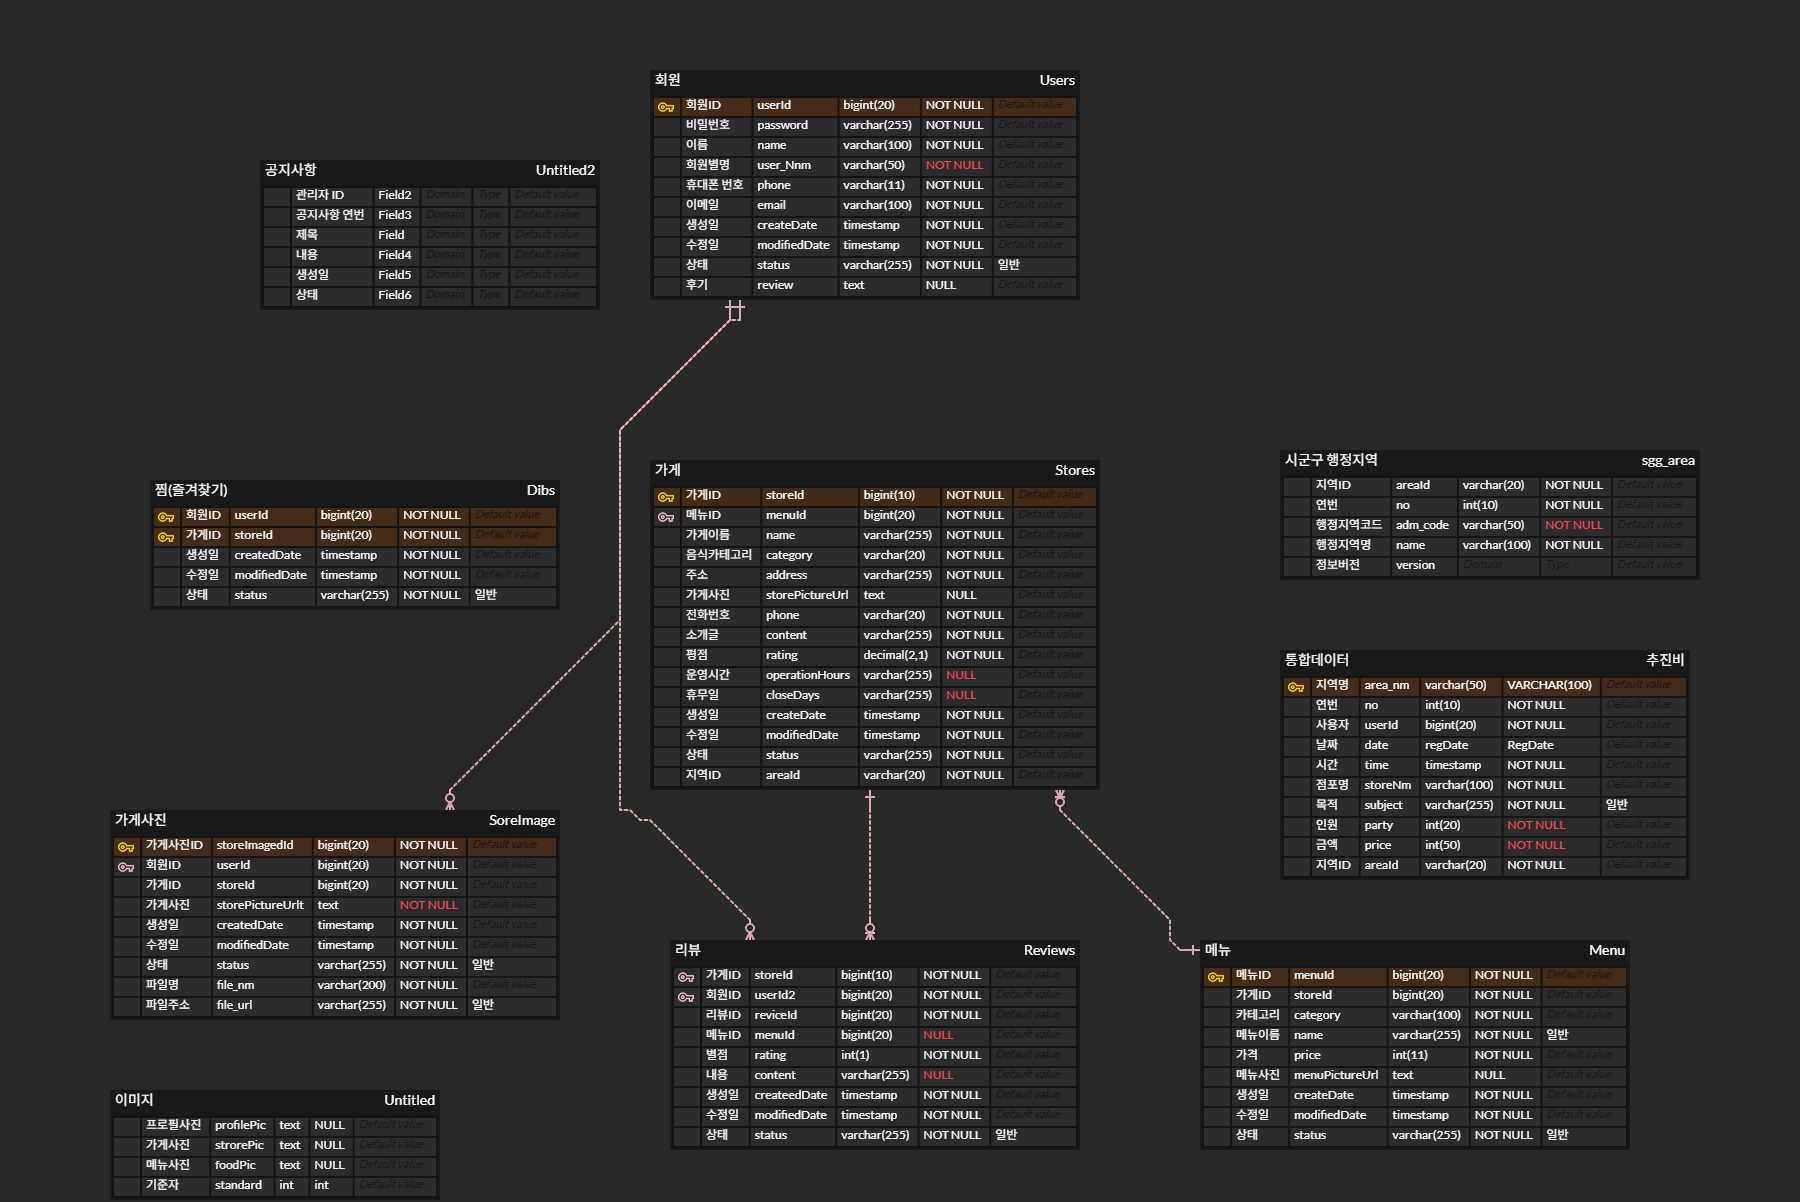 회원 Users
회원ID userId bigint(20) NOT NULL Default value
비밀번호 password varchar(255) NOT NULL Default value
이름 name varchar(100) NOT NULL Default value
회원별명 user_Nnm varchar(50) NOT NULL Default value
휴대폰 번호 phone varchar(11) NOT NULL Default value
이메일 email varchar(100) NOT NULL Default value
생성일 createDate timestamp NOT NULL Default value
수정일 modifiedDate timestamp NOT NULL Default value
상태 status varchar(255) NOT NULL 일반
후기 review text NULL Default value
공지사항 Untitled2
관리자 ID Field2 Domain Type Default value
공지사항 연번 Field3 Domain Type Default value
제목 Field Domain Type Default value
내용 Field4 Domain Type Default value
생성일 Field5 Domain Type Default value
상태 Field6 Domain Type Default value
찜(즐겨찾기) Dibs
회원ID userId bigint(20) NOT NULL Default value
가게ID storeId bigint(20) NOT NULL Default value
생성일 createdDate timestamp NOT NULL Default value
수정일 modifiedDate timestamp NOT NULL Default value
상태 status varchar(255) NOT NULL 일반
가게 Stores
가게ID storeId bigint(10) NOT NULL Default value
메뉴ID menuId bigint(20) NOT NULL Default value
가게이름 name varchar(255) NOT NULL Default value
음식카테고리 category varchar(20) NOT NULL Default value
주소 address varchar(255) NOT NULL Default value
가게사진 storePictureUrl text NULL Default value
전화번호 phone varchar(20) NOT NULL Default value
소개글 content varchar(255) NOT NULL Default value
평점 rating decimal(2,1) NOT NULL Default value
운영시간 operationHours varchar(255) NULL Default value
휴무일 closeDays varchar(255) NULL Default value
생성일 createDate timestamp NOT NULL Default value
수정일 modifiedDate timestamp NOT NULL Default value
상태 status varchar(255) NOT NULL Default value
지역ID areaId varchar(20) NOT NULL Default value
시군구 행정지역 sgg_area
지역ID areaId varchar(20) NOT NULL Default value
연번 no int(10) NOT NULL Default value
행정지역코드 adm_code varchar(50) NOT NULL Default value
행정지역명 name varchar(100) NOT NULL Default value
정보버전 version Domain Type Default value
통합데이터 추진비
지역명 area_nm varchar(50) VARCHAR(100) Default value
연번 no int(10) NOT NULL Default value
사용자 userId bigint(20) NOT NULL Default value
날짜 date regDate RegDate Default value
시간 time timestamp NOT NULL Default value
점포명 storeNm varchar(100) NOT NULL Default value
목적 subject varchar(255) NOT NULL 일반
인원 party int(20) NOT NULL Default value
금액 price int(50) NOT NULL Default value
지역ID areaId varchar(20) NOT NULL Default value
가게사진 SoreImage
가게사진ID storeImagedId bigint(20) NOT NULL Default value
회원ID userId bigint(20) NOT NULL Default value
가게ID storeId bigint(20) NOT NULL Default value
가게사진 storePictureUrlt text NOT NULL Default value
생성일 createdDate timestamp NOT NULL Default value
수정일 modifiedDate timestamp NOT NULL Default value
상태 status varchar(255) NOT NULL 일반
파일명 file_nm varchar(200) NOT NULL Default value
파일주소 file_url varchar(255) NOT NULL 일반
리뷰 Reviews
가게ID storeId bigint(10) NOT NULL Default value
회원ID userId2 bigint(20) NOT NULL Default value
리뷰ID reviceId bigint(20) NOT NULL Default value
메뉴ID menuId bigint(20) NULL Default value
별점 rating int(1) NOT NULL Default value
내용 content varchar(255) NULL Default value
생성일 createedDate timestamp NOT NULL Default value
수정일 modifiedDate timestamp NOT NULL Default value
상태 status varchar(255) NOT NULL 일반
메뉴 Menu
메뉴ID menuId bigint(20) NOT NULL Default value
가게ID storeId bigint(20) NOT NULL Default value
카테고리 category varchar(100) NOT NULL Default value
메뉴이름 name varchar(255) NOT NULL 일반
가격 price int(11) NOT NULL Default value
메뉴사진 menuPictureUrl text NULL Default value
생성일 createDate timestamp NOT NULL Default value
수정일 modifiedDate timestamp NOT NULL Default value
상태 status varchar(255) NOT NULL 일반
이미지 Untitled
프로필사진 profilePic text NULL Default value
가게사진 strorePic text NULL Default value
메뉴사진 foodPic text NULL Default value
기준자 standard int int Default value